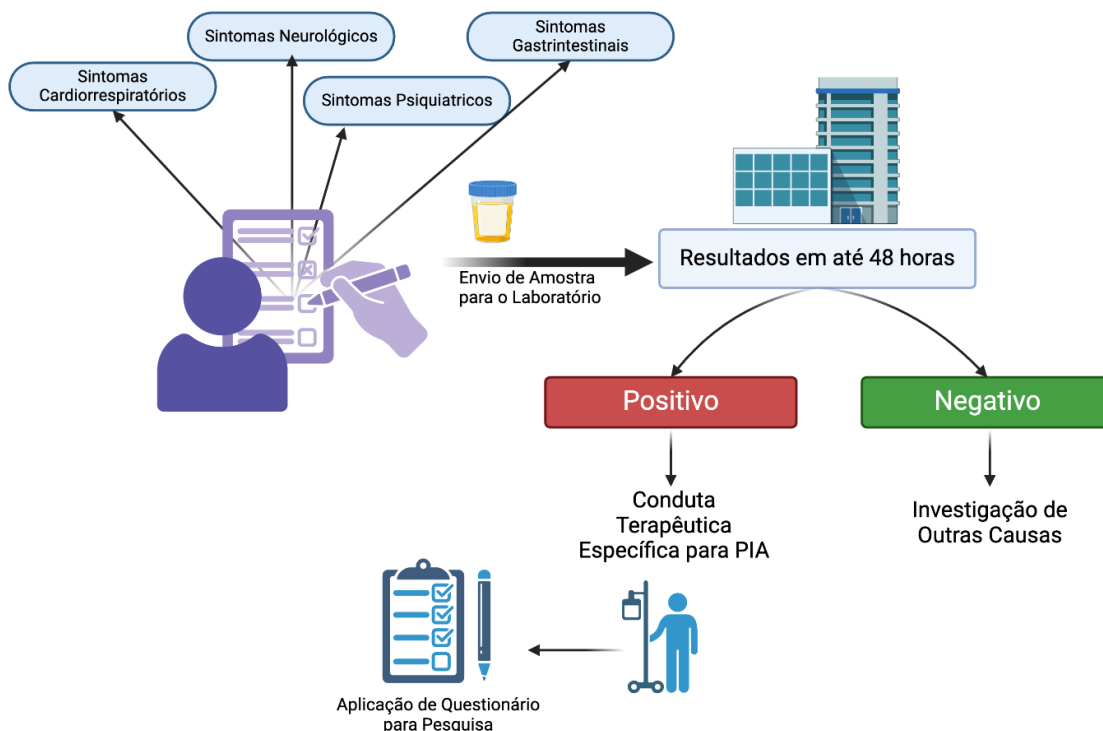 Sintomas Neurológicos
Sintomas
Gastrintestinais
Sintomas
Cardiorrespiratórios
Sintomas Psiquiatricos
Envio de Amostra
para o Laboratório
Resultados em até 48 horas
Positivo
Negativo
Conduta
Terapêutica
Específica para PIA
Investigação de
Outras Causas
Aplicação de Questionário
para Pesquisa